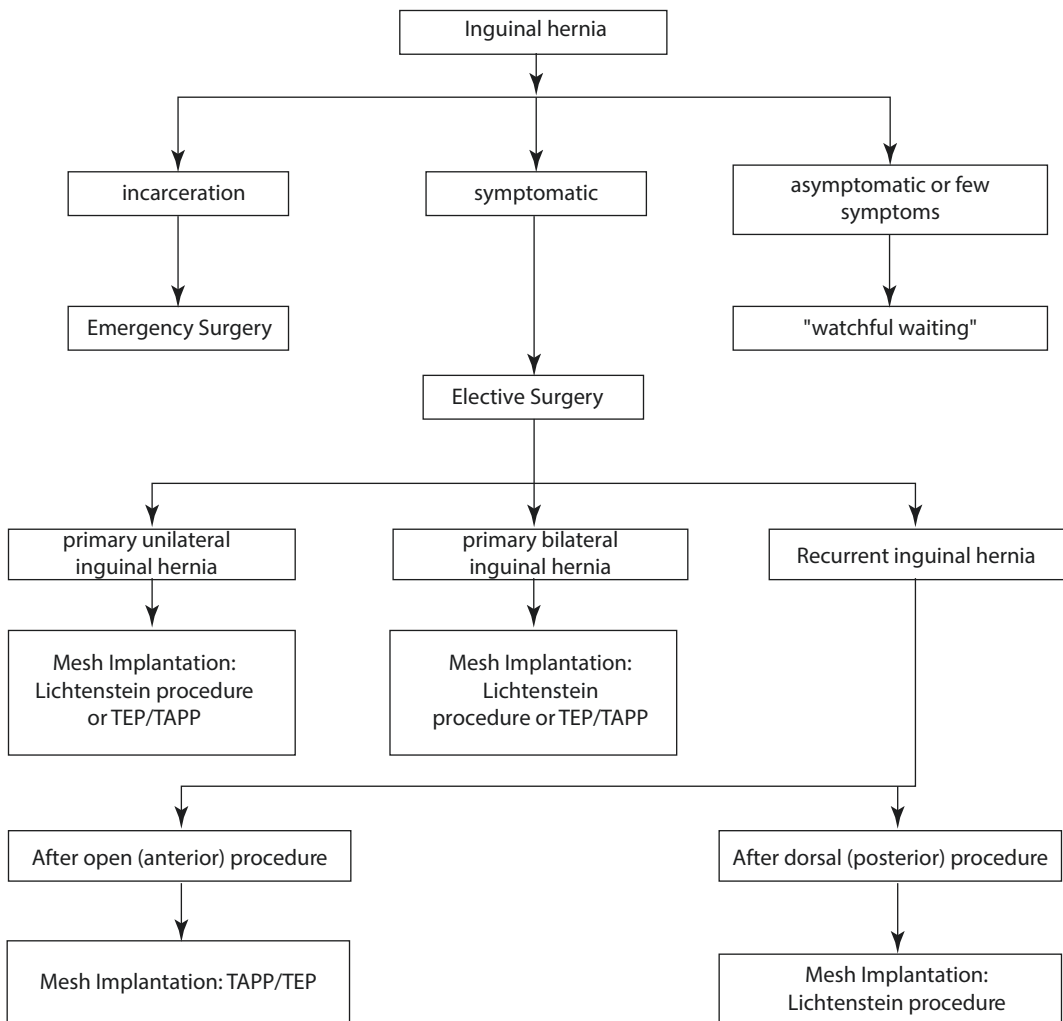 Inguinal hernia
incarceration
symptomatic
asymptomatic or few
symptoms
Emergency Surgery
"watchful waiting"
Elective Surgery
primary unilateral
inguinal hernia
primary bilateral
inguinal hernia
Recurrent inguinal hernia
Mesh Implantation:
Lichtenstein procedure
or TEP/TAPP
Mesh Implantation:
Lichtenstein
procedure or TEP/TAPP
After open (anterior) procedure
After dorsal (posterior) procedure
Mesh Implantation: TAPP/TEP
Mesh Implantation:
Lichtenstein procedure